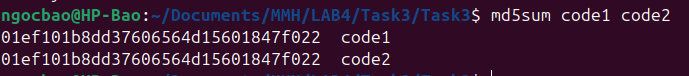 ngocbao@HP-Bao:~/Documents/MMH/LAB4/Task3/Task3$ md5sum code1 code2
01ef101b8dd37606564d15601847f022  code1
01ef101b8dd37606564d15601847f022  code2